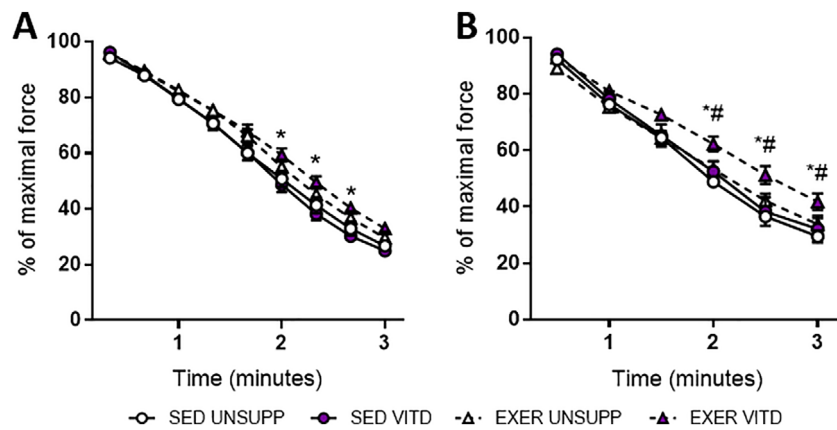 A
% of maximal force
100
80
60
40
20
0
* * *
1 2 3
Time (minutes)
B
% of maximal force
100
80
60
40
20
0
*# *# *#
1 2 3
Time (minutes)
SED UNSUPP SED VITD EXER UNSUPP EXER VITD